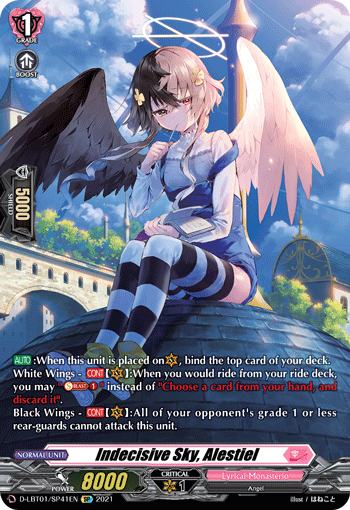 1
GRADE
BOOST
5000
SHIELD
AUTO :When this unit is placed on , bind the top card of your deck.
White Wings - CONT【 】:When you would ride from your ride deck,
you may "S BLAST 1" instead of "Choose a card from your hand, and
discard it".
Black Wings - CONT【 】:All of your opponent's grade 1 or less
rear-guards cannot attack this unit.
NORMAL UNIT
Indecisive Sky, Alestiel
POWER 8000
CRITICAL
1
Lyrical Monasterio
Angel
D-LBT01/SP41EN SP 2021
illust / はねこと